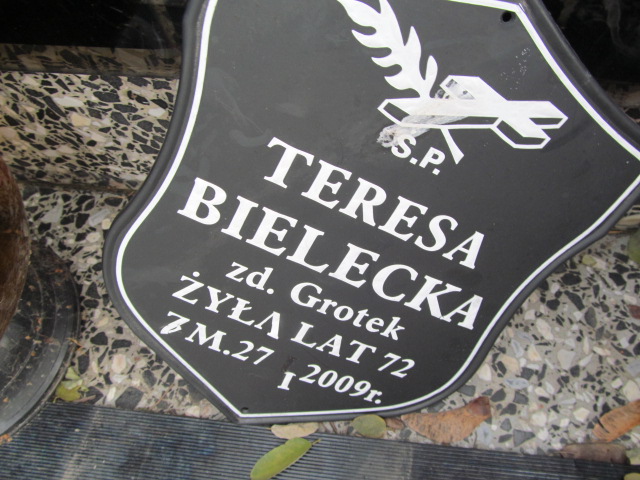 Ś.P.
TERESA
BIELECKA
zd. Grotek
ŻYŁA LAT 72
ZM.27 I 2009r.